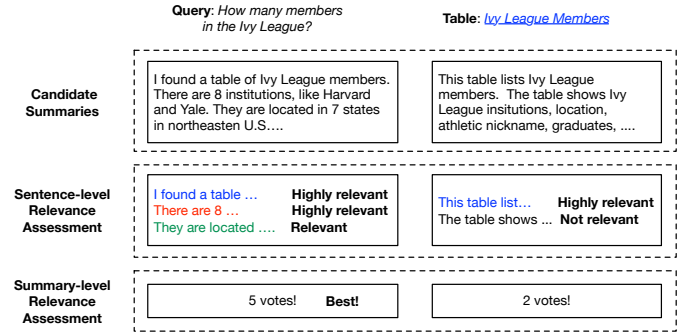 Query: How many members
in the Ivy League?
Table: Ivy League Members
Candidate
Summaries
I found a table of Ivy League members.
There are 8 institutions, like Harvard
and Yale. They are located in 7 states
in northeasten U.S....
This table lists Ivy League
members.  The table shows Ivy
League insitutions, location,
athletic nickname, graduates, ....
Sentence-level
Relevance
Assessment
I found a table ... Highly relevant
There are 8 ... Highly relevant
They are located .... Relevant
This table list... Highly relevant
The table shows ... Not relevant
Summary-level
Relevance
Assessment
5 votes! Best!
2 votes!